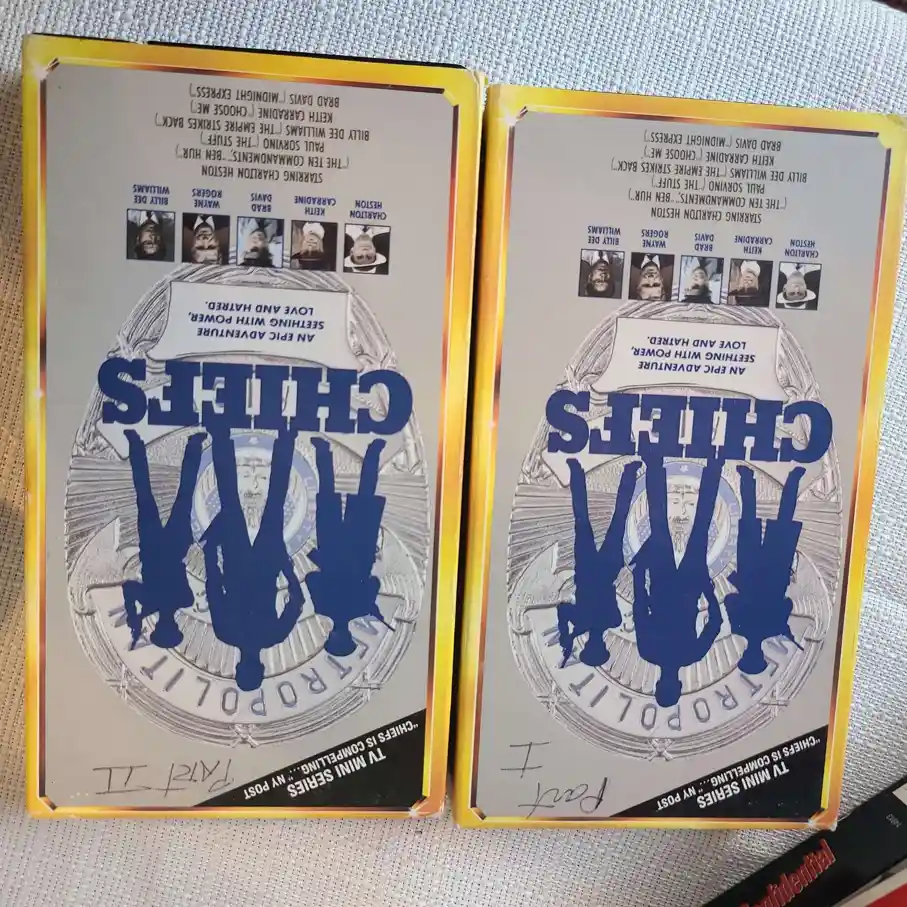 TV MINI SERIES
"CHIEFS IS COMPELLING..." NY POST
Part I
METROPOLITAN
CHIEFS
AN EPIC ADVENTURE
SEETHING WITH POWER,
LOVE AND HATRED.
CHARLTON HESTON
KEITH CARRADINE
BRAD DAVIS
WAYNE ROGERS
BILLY DEE WILLIAMS
STARRING CHARLTON HESTON
("THE TEN COMMANDMENTS", "BEN HUR")
PAUL SORVINO ("THE STUFF")
BILLY DEE WILLIAMS ("THE EMPIRE STRIKES BACK")
KEITH CARRADINE ("CHOOSE ME")
BRAD DAVIS ("MIDNIGHT EXPRESS")
TV MINI SERIES
"CHIEFS IS COMPELLING..." NY POST
PART II
METROPOLITAN
CHIEFS
AN EPIC ADVENTURE
SEETHING WITH POWER,
LOVE AND HATRED.
CHARLTON HESTON
KEITH CARRADINE
BRAD DAVIS
WAYNE ROGERS
BILLY DEE WILLIAMS
STARRING CHARLTON HESTON
("THE TEN COMMANDMENTS", "BEN HUR")
PAUL SORVINO ("THE STUFF")
BILLY DEE WILLIAMS ("THE EMPIRE STRIKES BACK")
KEITH CARRADINE ("CHOOSE ME")
BRAD DAVIS ("MIDNIGHT EXPRESS")
onfidential